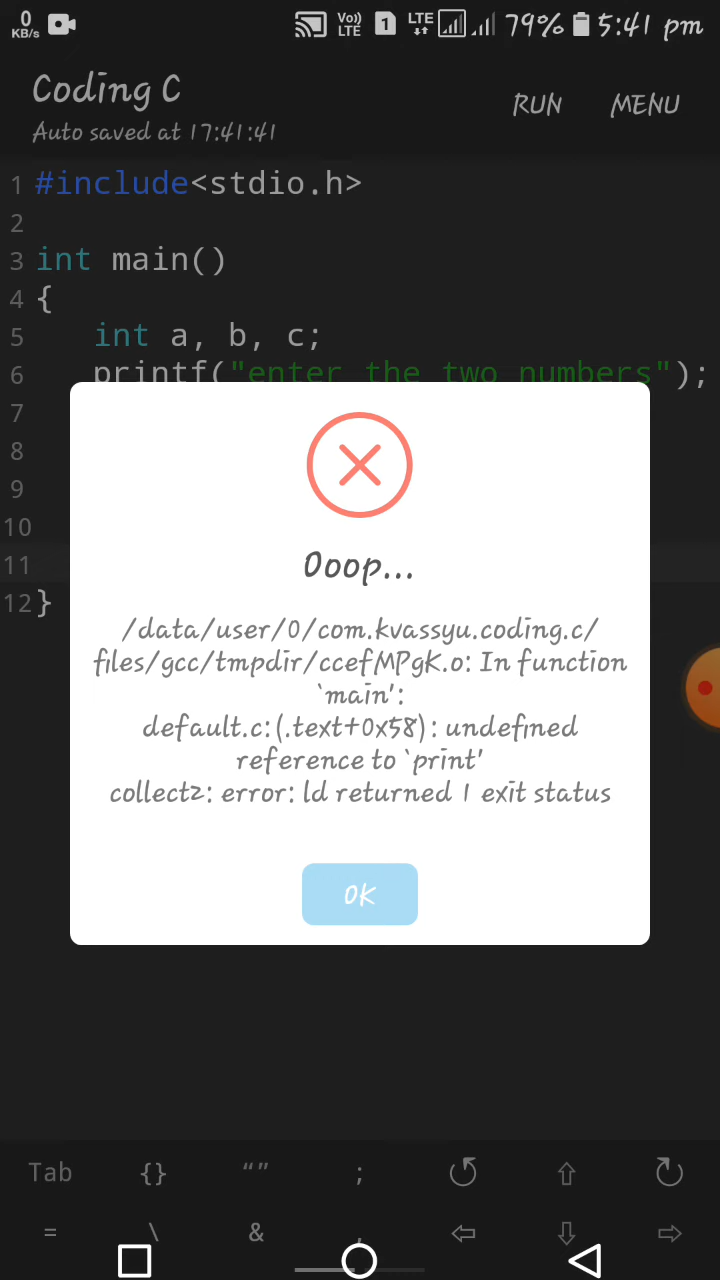 0 KB/s Vo)) LTE 1 LTE 79% 5:41 pm
Coding C
Auto saved at 17:41:41
RUN MENU
1 #include<stdio.h>
2
3 int main()
4 {
5 int a, b, c;
6 printf("enter the two numbers");
7
8
9
10
11
12 }
Ooop...
/data/user/0/com.kvassyu.coding.c/
files/gcc/tmpdir/ccefMPgK.o: In function
`main':
default.c:(.text+0x58): undefined
reference to `print'
collect2: error: ld returned 1 exit status
OK
Tab {} “” ;
= \ & ,